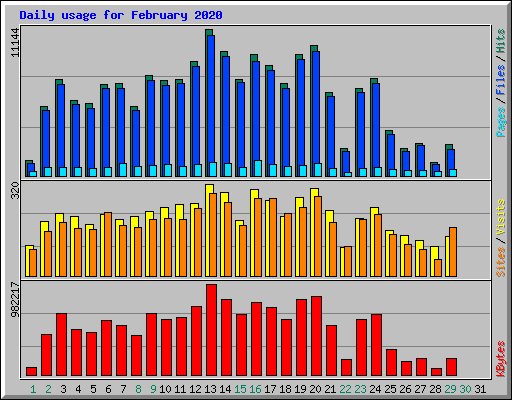 Daily usage for February 2020
11144
Pages / Files / Hits
320
Sites / Visits
982217
KBytes
1 2 3 4 5 6 7 8 9 10 11 12 13 14 15 16 17 18 19 20 21 22 23 24 25 26 27 28 29 30 31